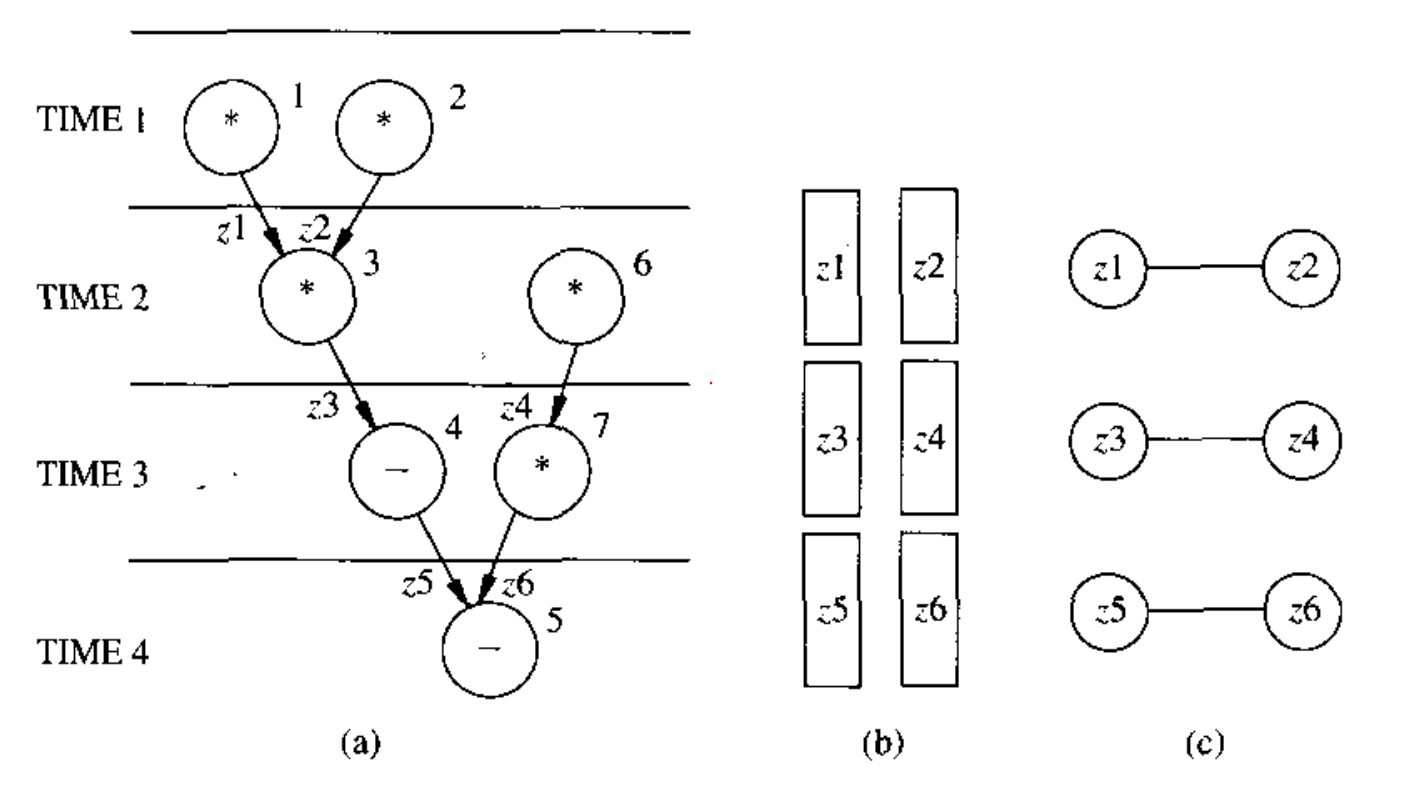 TIME 1
* 1
* 2
z1
z2
TIME 2
* 3
* 6
z3
z4
TIME 3
− 4
* 7
z5
z6
TIME 4
− 5
(a)
z1 z2
z3 z4
z5 z6
(b)
z1 z2
z3 z4
z5 z6
(c)